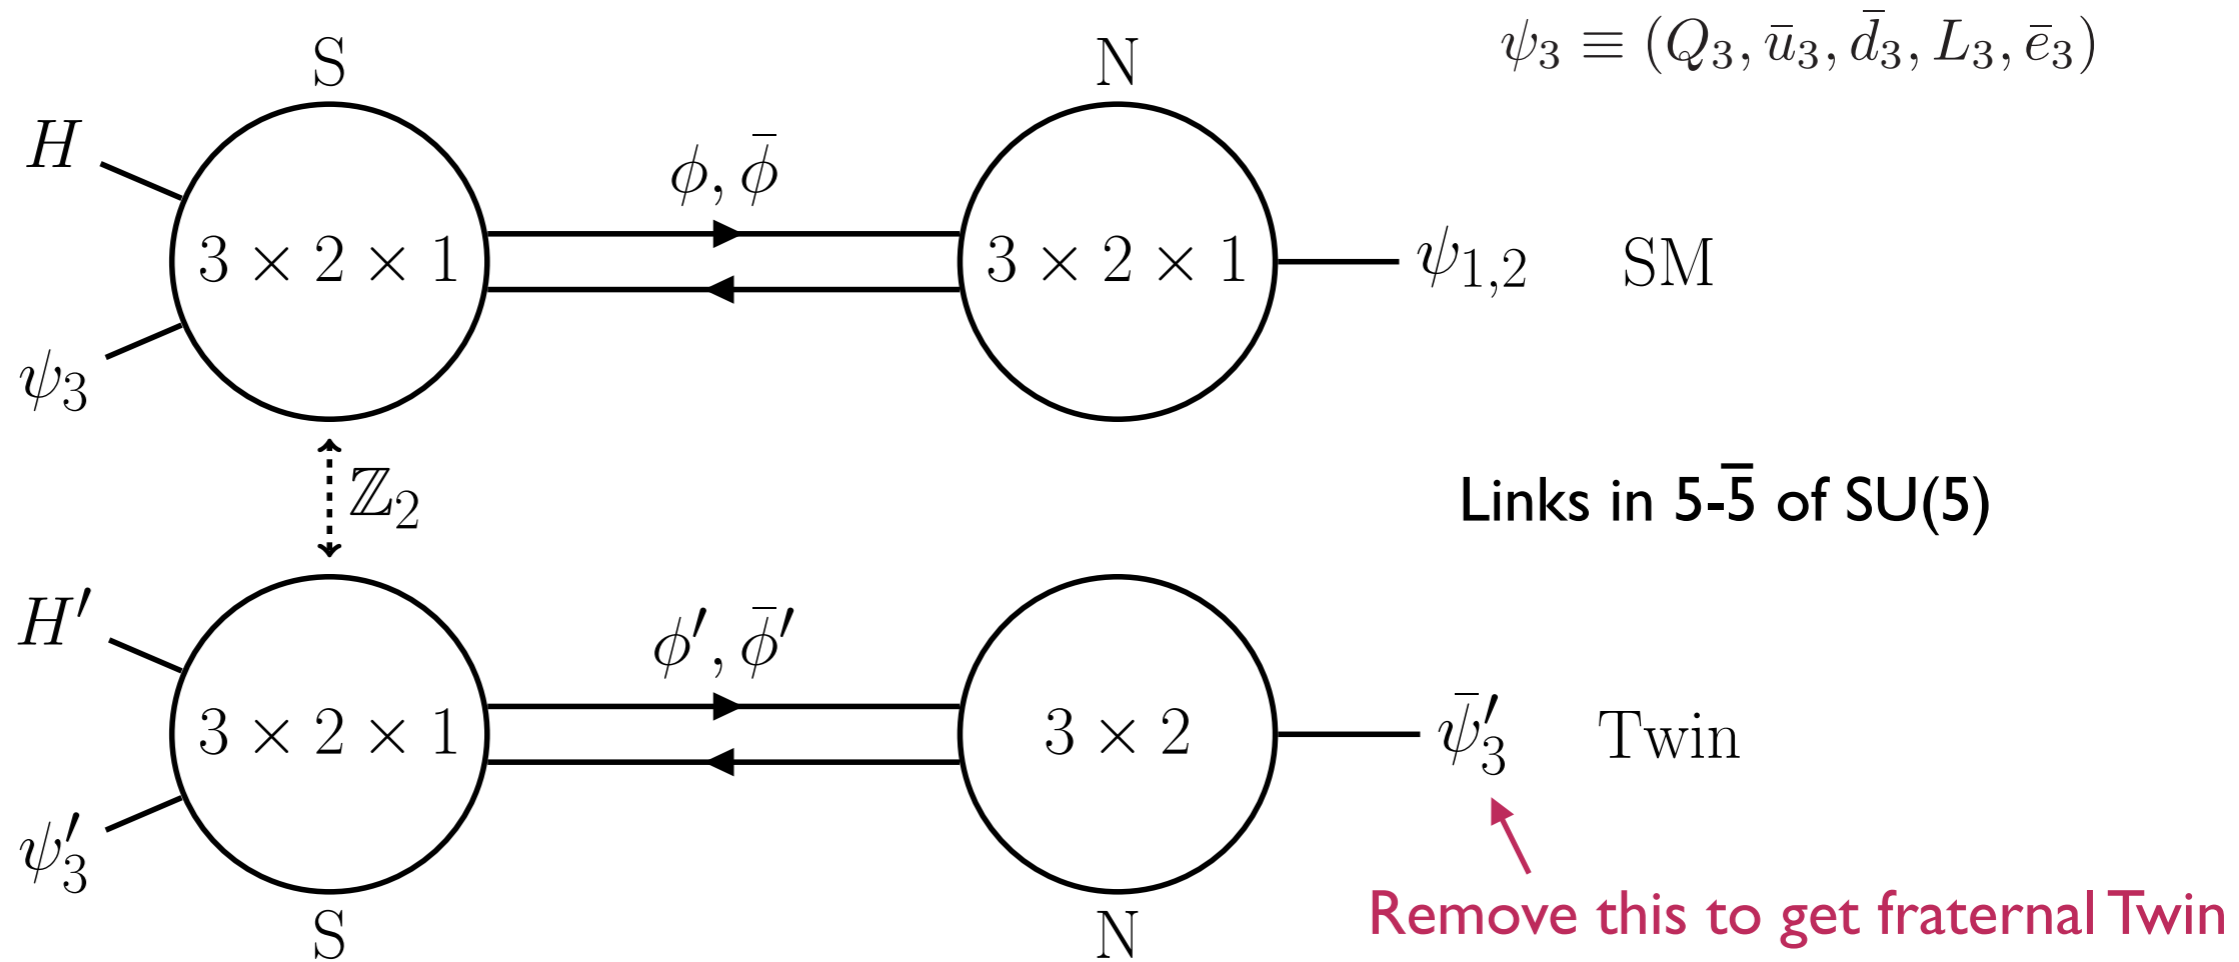 S
N
ψ₃ ≡ (Q₃, ū₃, d̄₃, L₃, ē₃)
H
ϕ, ϕ̄
3 × 2 × 1
3 × 2 × 1
ψ₁,₂
SM
ψ₃
ℤ₂
Links in 5-5̄ of SU(5)
H′
ϕ′, ϕ̄′
3 × 2 × 1
3 × 2
ψ̄′₃
Twin
ψ′₃
Remove this to get fraternal Twin
S
N